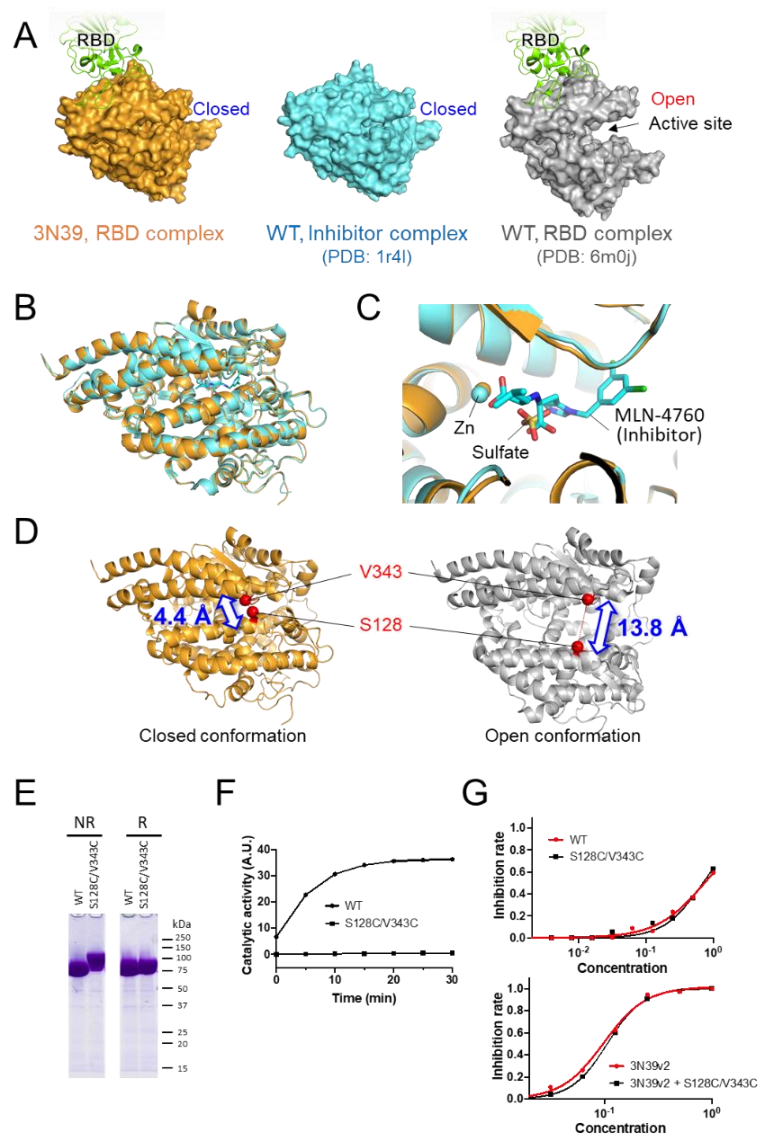 A
RBD
Closed
3N39, RBD complex
Closed
WT, Inhibitor complex
(PDB: 1r4l)
RBD
Open
Active site
WT, RBD complex
(PDB: 6m0j)
B
C
Zn
Sulfate
MLN-4760
(Inhibitor)
D
V343
S128
4.4 Å
13.8 Å
Closed conformation
Open conformation
E
NR
R
WT
S128C/V343C
WT
S128C/V343C
kDa
250
150
100
75
50
37
25
20
15
F
Catalytic activity (A.U.)
40
30
20
10
0
WT
S128C/V343C
0
10
20
30
Time (min)
G
Inhibition rate
1.0
0.8
0.6
0.4
0.2
0.0
WT
S128C/V343C
10⁻²
10⁻¹
10⁰
Concentration
Inhibition rate
1.0
0.8
0.6
0.4
0.2
0.0
3N39v2
3N39v2 + S128C/V343C
10⁻¹
10⁰
Concentration